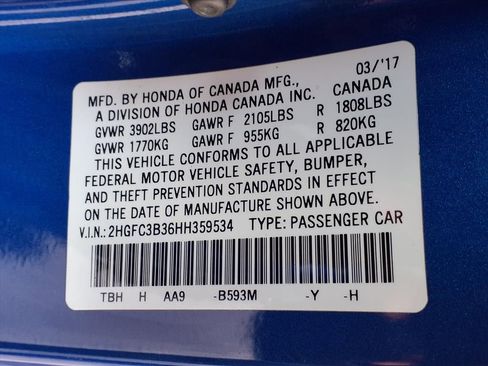 MFD. BY HONDA OF CANADA MFG., 03/'17
A DIVISION OF HONDA CANADA INC. CANADA
GVWR 3902LBS GAWR F 2105LBS R 1808LBS
GVWR 1770KG GAWR F 955KG R 820KG
THIS VEHICLE CONFORMS TO ALL APPLICABLE
FEDERAL MOTOR VEHICLE SAFETY, BUMPER,
AND THEFT PREVENTION STANDARDS IN EFFECT
ON THE DATE OF MANUFACTURE SHOWN ABOVE.
V.I.N.: 2HGFC3B36HH359534 TYPE: PASSENGER CAR
TBH H AA9 -B593M -Y -H